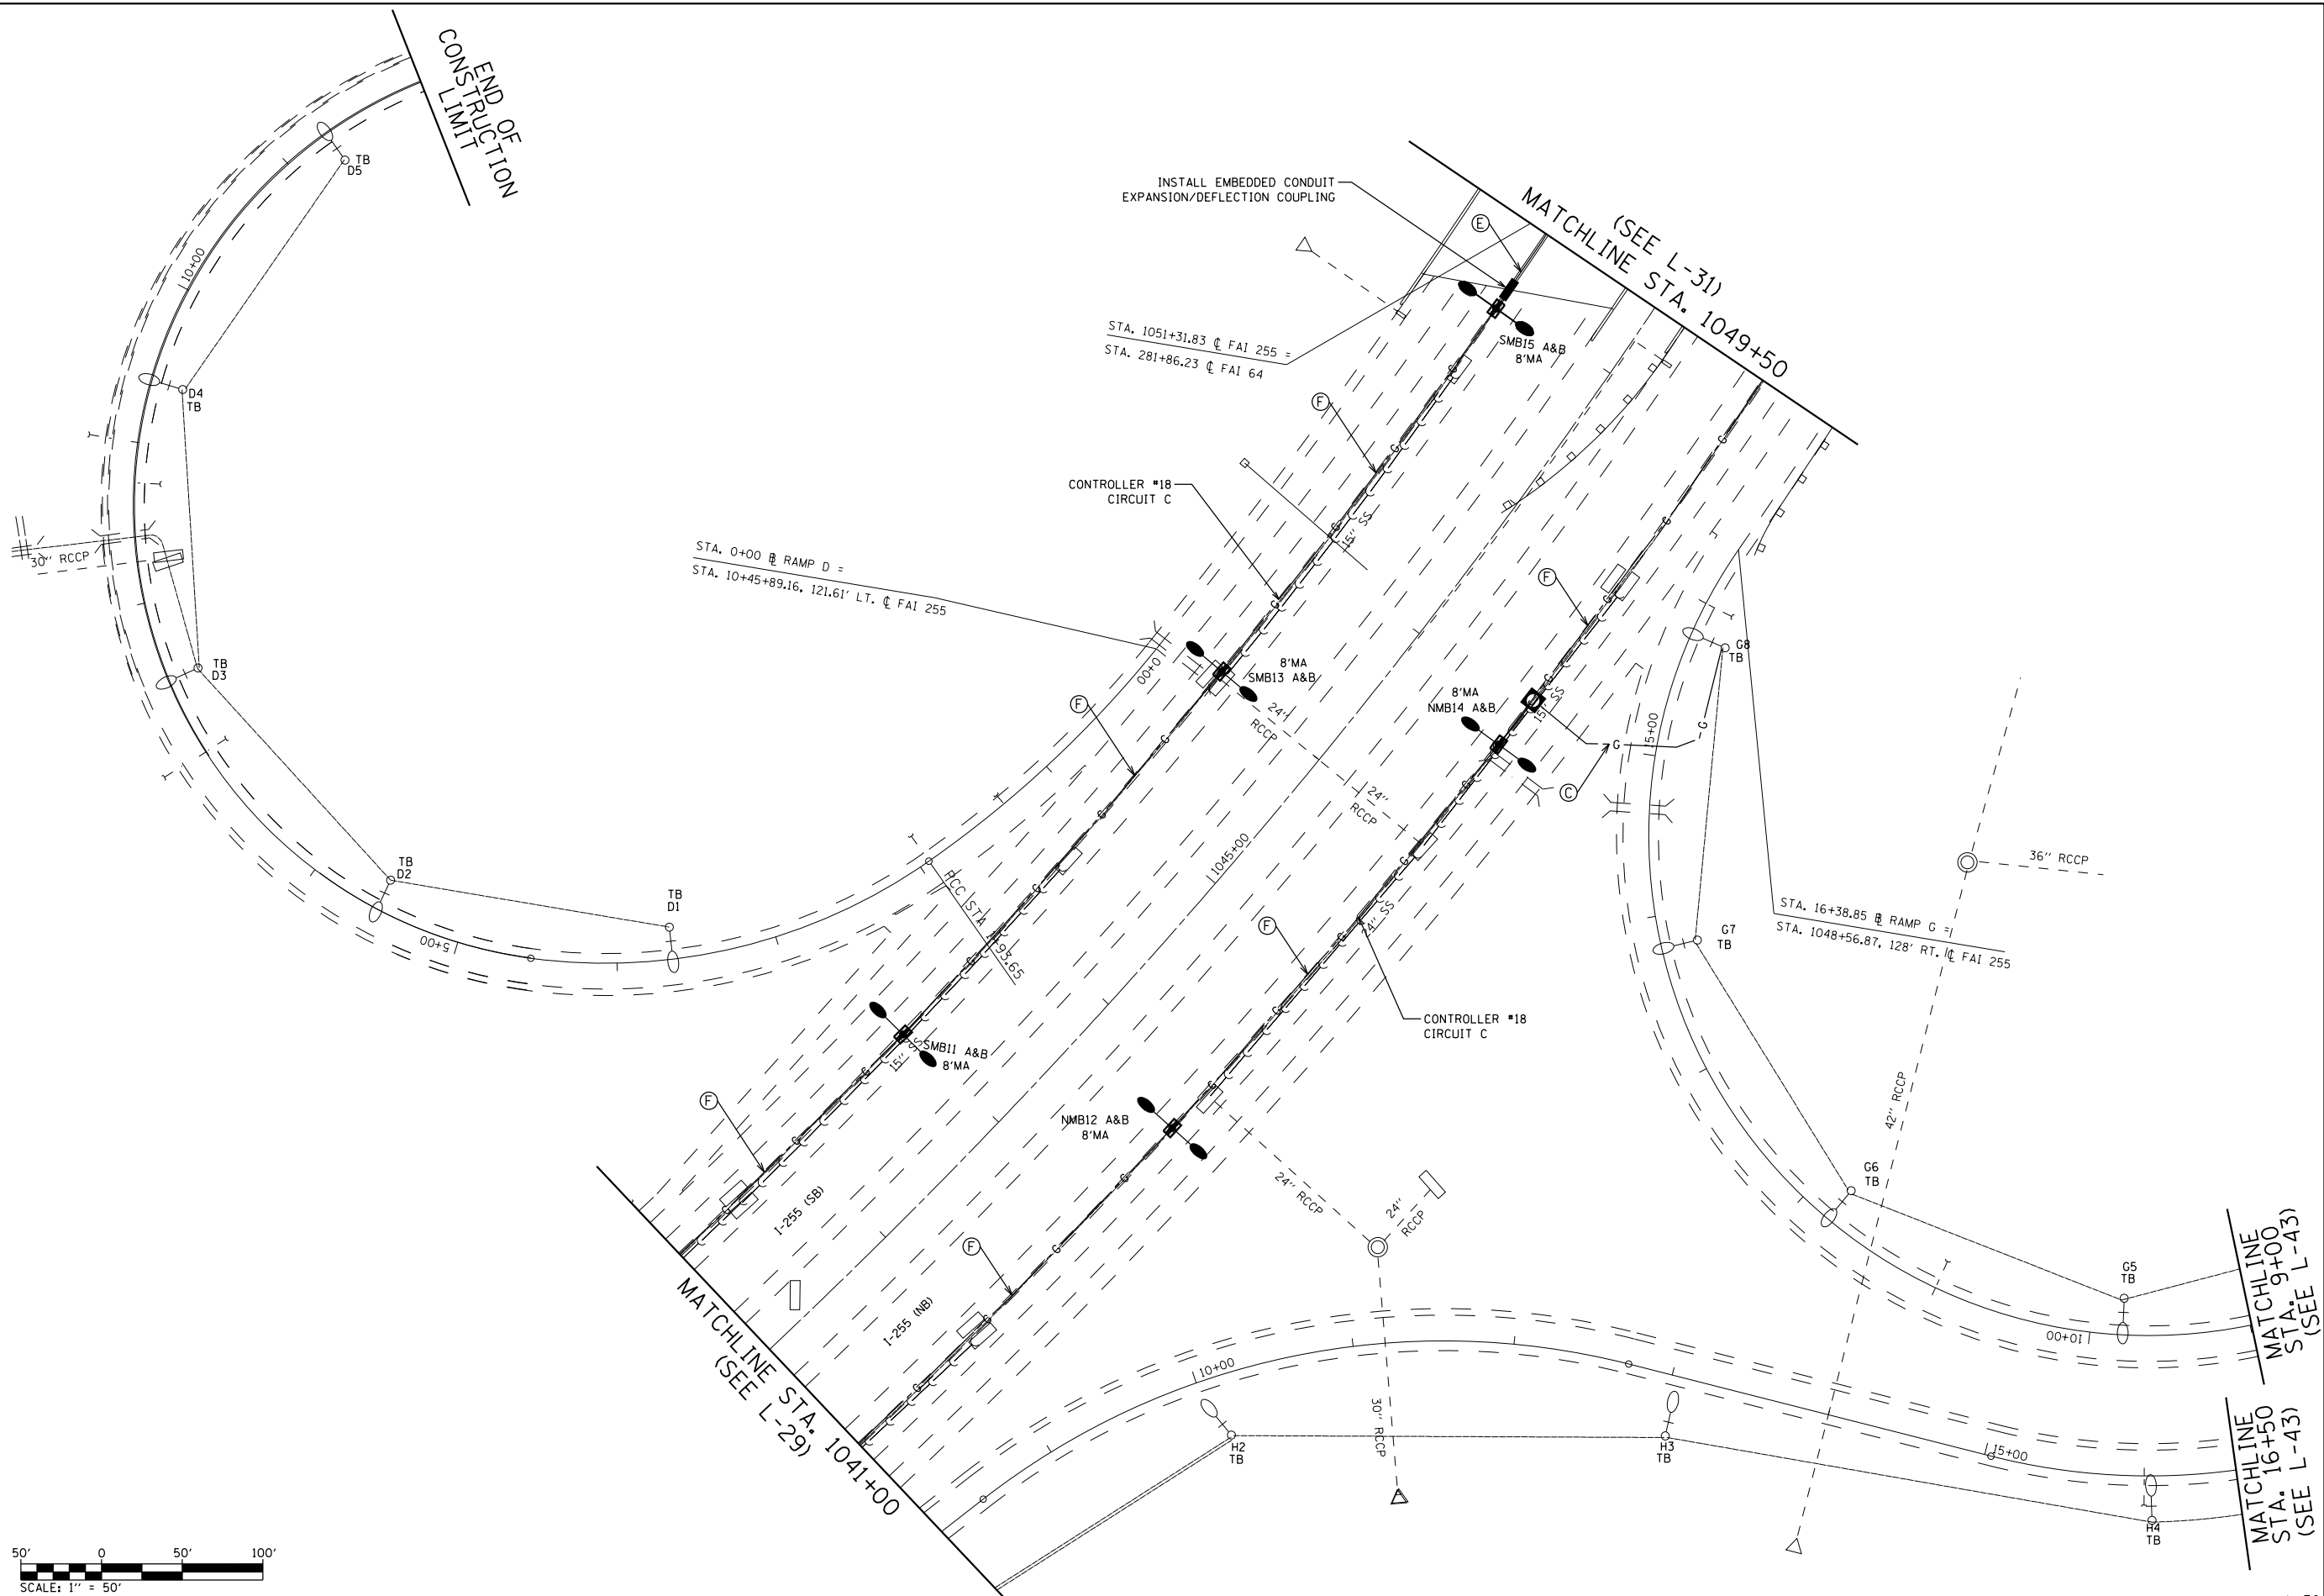 END OF
CONSTRUCTION
LIMIT
TB
D5
10+00
D4
TB
30" RCCP
TB
D3
TB
D2
TB
D1
5+00
INSTALL EMBEDDED CONDUIT
EXPANSION/DEFLECTION COUPLING
E
(SEE L-31)
MATCHLINE STA. 1049+50
STA. 1051+31.83 ℄ FAI 255 =
STA. 281+86.23 ℄ FAI 64
SMB15 A&B
8'MA
F
CONTROLLER #18
CIRCUIT C
15" SS
STA. 0+00 B RAMP D =
STA. 10+45+89.16, 121.61' LT. ℄ FAI 255
0+00
8'MA
SMB13 A&B
24"
RCCP
F
F
8'MA
NMB14 A&B
15" SS
G
G
C
G8
TB
15+00
24"
RCCP
1045+00
36" RCCP
STA. 16+38.85 B RAMP G =
STA. 1048+56.87, 128' RT. ℄ FAI 255
G7
TB
F
24" SS
CONTROLLER #18
CIRCUIT C
SMB11 A&B
8'MA
15" SS
F
NMB12 A&B
8'MA
24" RCCP
24"
RCCP
42" RCCP
G6
TB
I-255 (SB)
F
I-255 (NB)
G5
TB
10+00
MATCHLINE
STA. 9+00
(SEE L-43)
MATCHLINE STA. 1041+00
(SEE L-29)
10+00
30" RCCP
H2
TB
H3
TB
15+00
H4
TB
MATCHLINE
STA. 16+50
(SEE L-43)
50' 0 50' 100'
SCALE: 1" = 50'